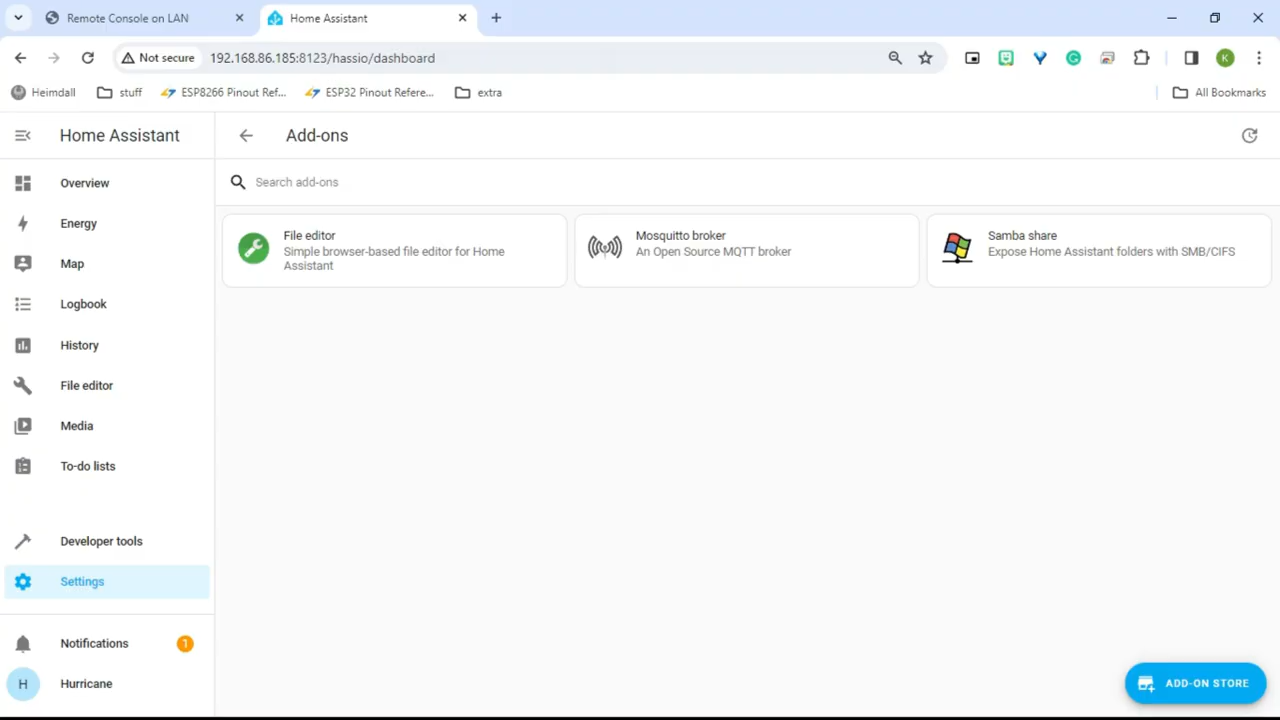 Remote Console on LAN
Home Assistant
Not secure
192.168.86.185:8123/hassio/dashboard
K
Heimdall
stuff
ESP8266 Pinout Ref...
ESP32 Pinout Refere...
extra
All Bookmarks
Home Assistant
Add-ons
Search add-ons
Overview
Energy
Map
Logbook
History
File editor
Media
To-do lists
Developer tools
Settings
Notifications
1
H
Hurricane
File editor
Simple browser-based file editor for Home
Assistant
Mosquitto broker
An Open Source MQTT broker
Samba share
Expose Home Assistant folders with SMB/CIFS
ADD-ON STORE